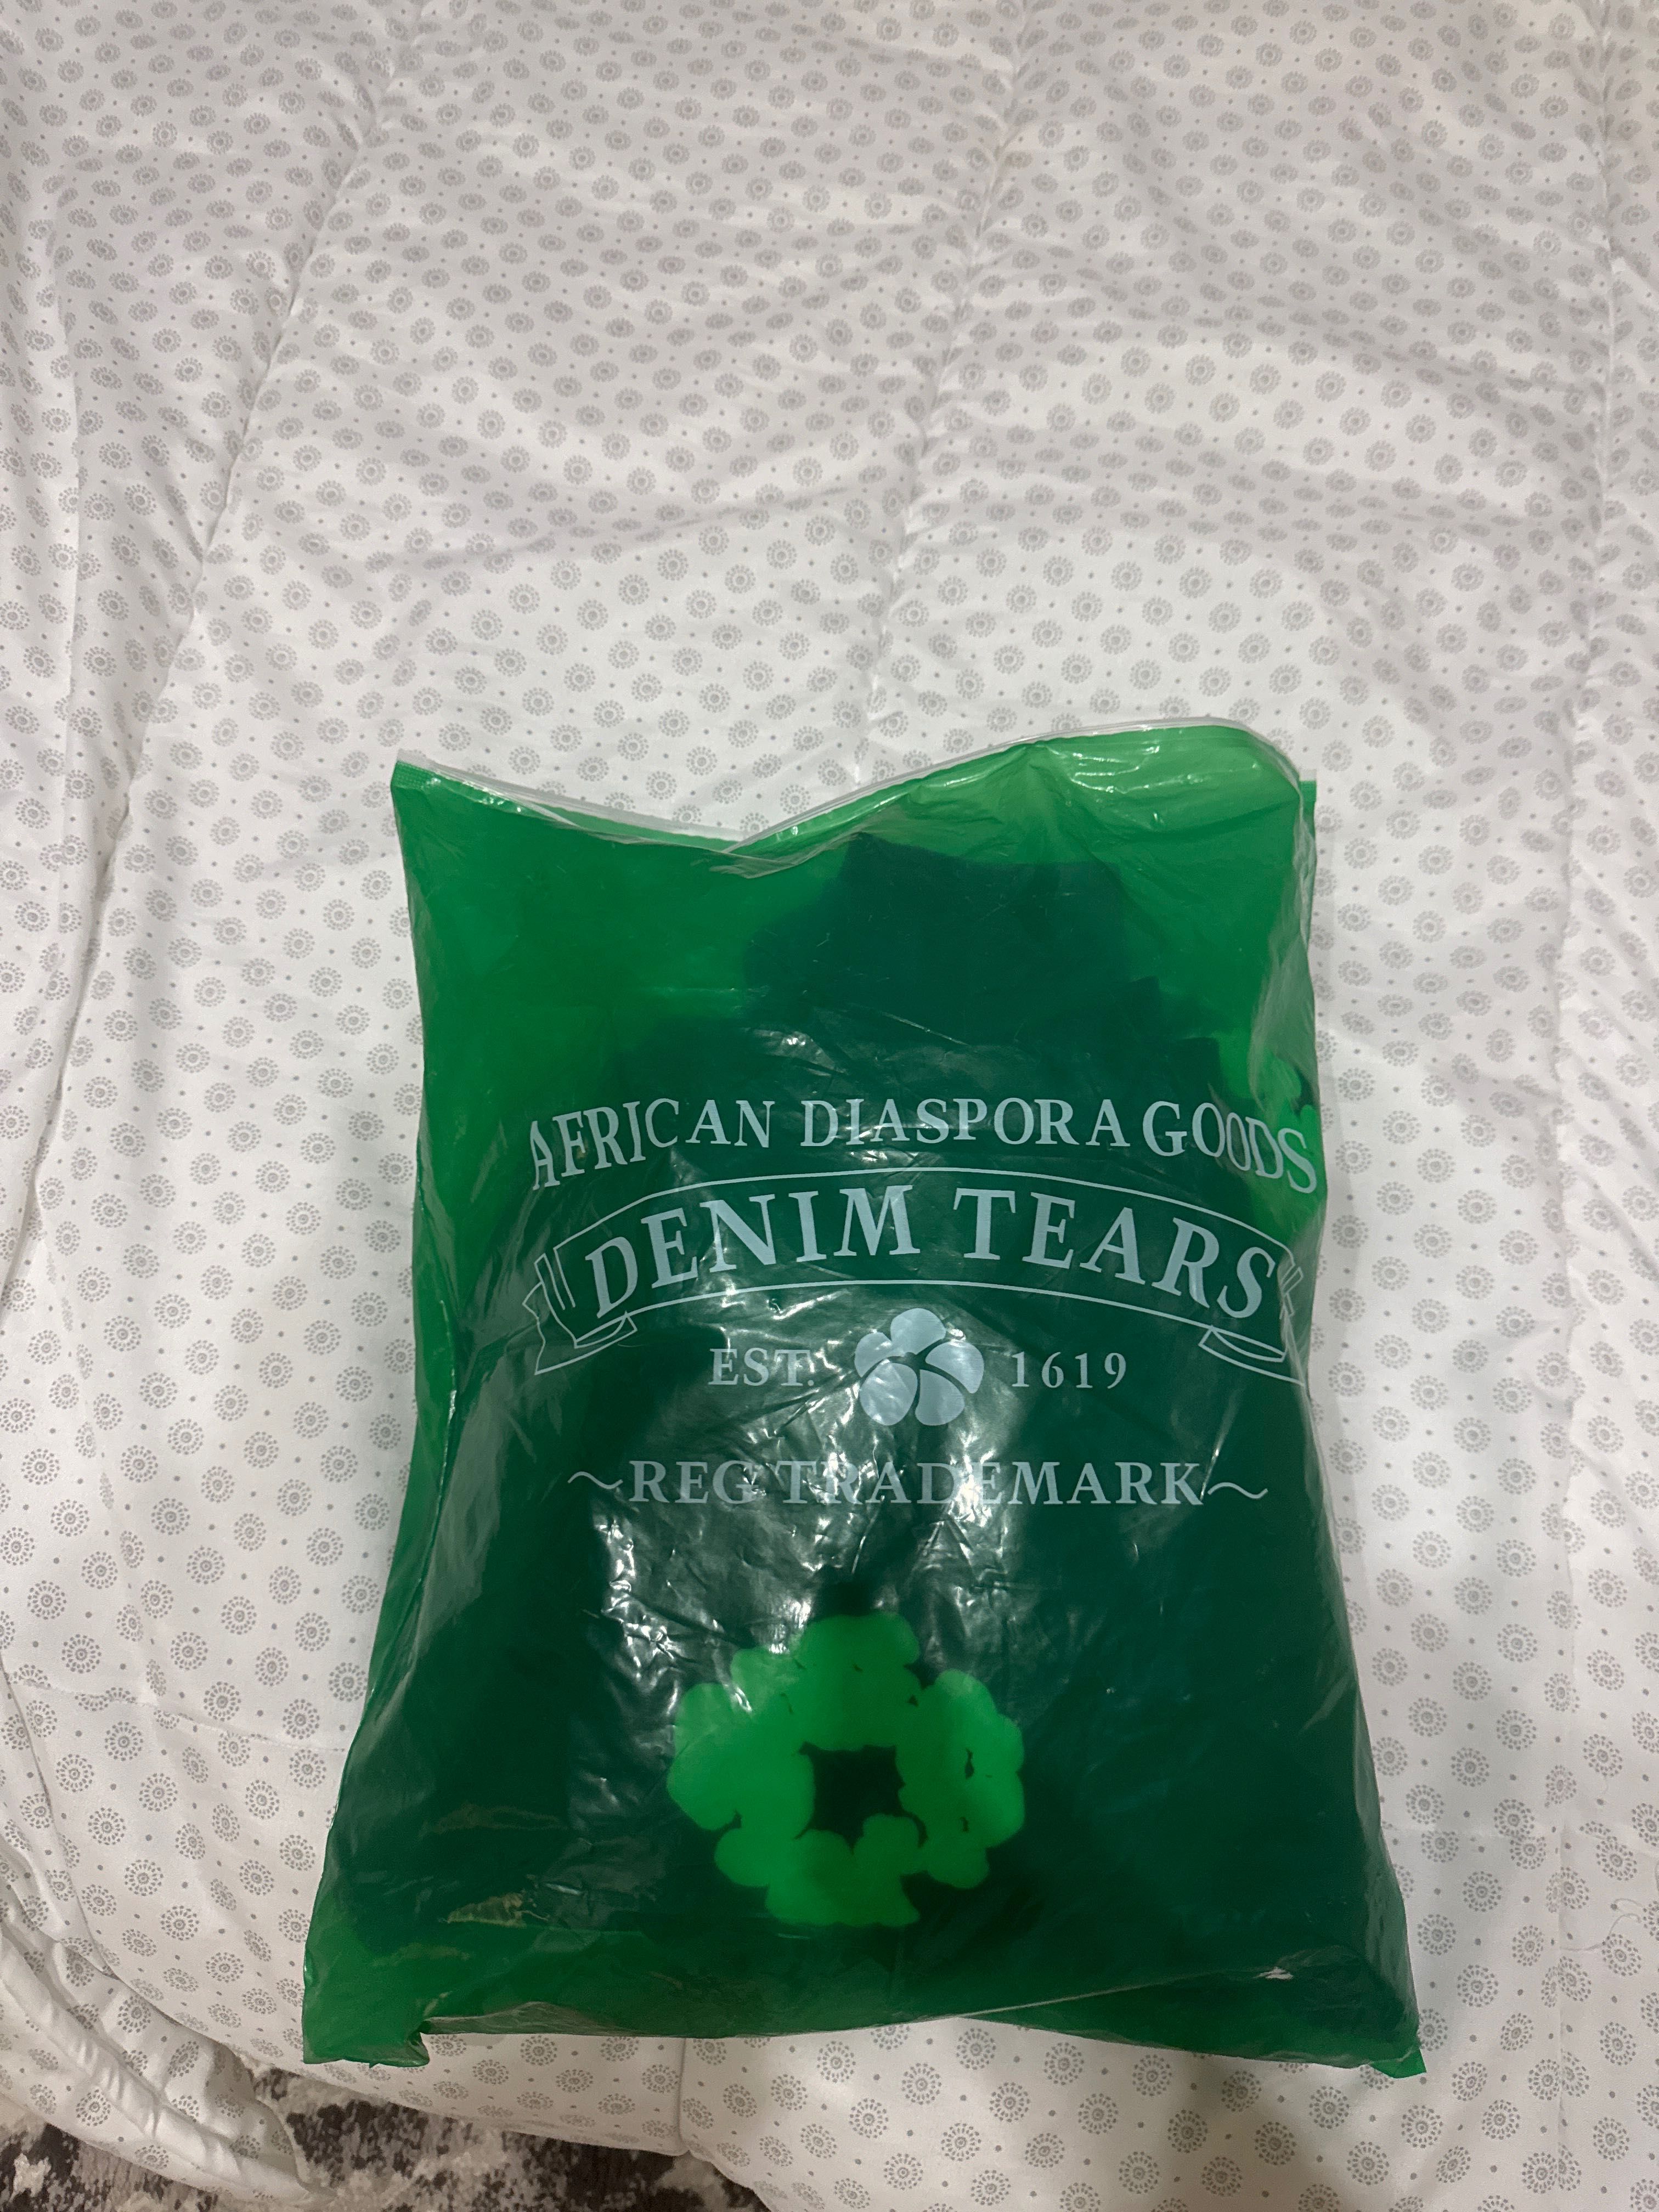 AFRICAN DIASPORA GOODS
DENIM TEARS
EST. 1619
~REG TRADEMARK~